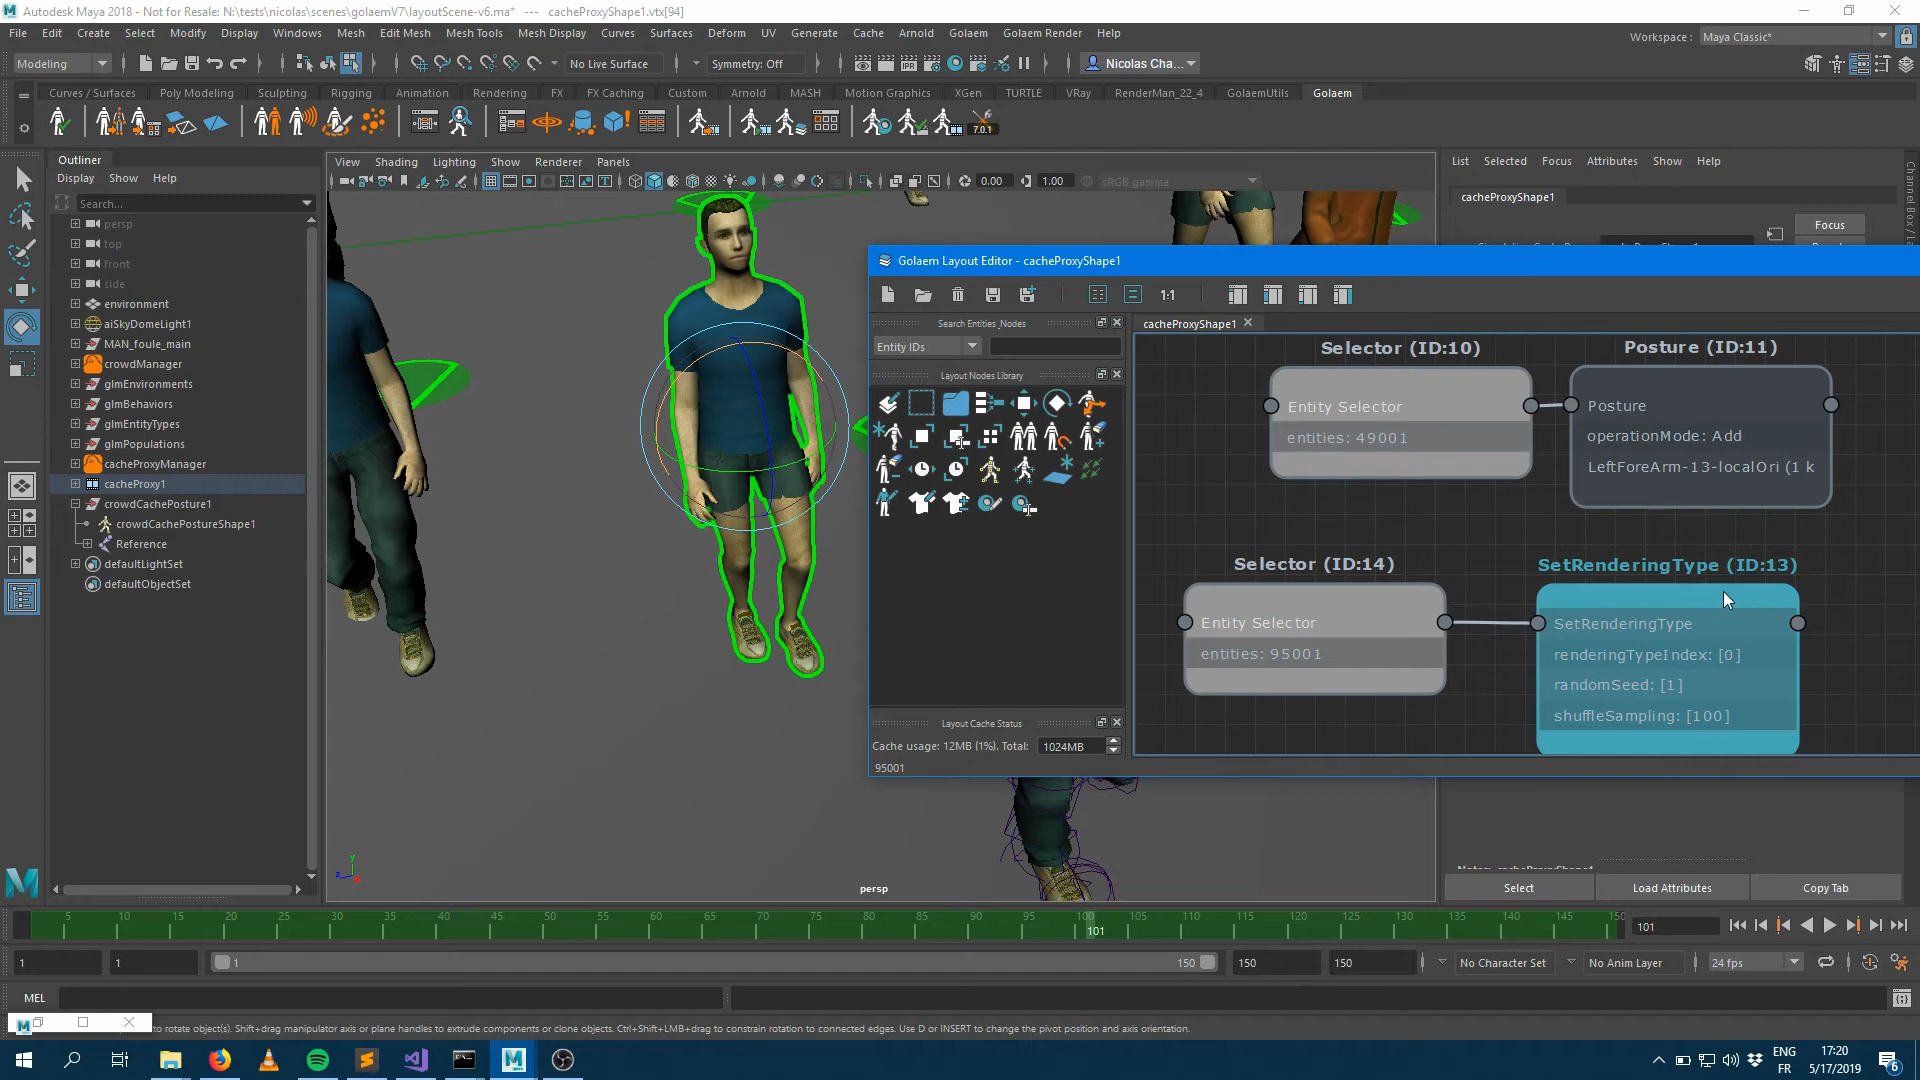 Autodesk Maya 2018 - Not for Resale: N:\tests\nicolas\scenes\golaemV7\layoutScene-v6.ma*   ---   cacheProxyShape1.vtx[94]
File Edit Create Select Modify Display Windows Mesh Edit Mesh Mesh Tools Mesh Display Curves Surfaces Deform UV Generate Cache Arnold Golaem Golaem Render Help
Workspace : Maya Classic*
Modeling No Live Surface Symmetry: Off Nicolas Cha...
Curves / Surfaces Poly Modeling Sculpting Rigging Animation Rendering FX FX Caching Custom Arnold MASH Motion Graphics XGen TURTLE VRay RenderMan_22_4 GolaemUtils Golaem
7.0.1
Outliner
Display Show Help
Search...
persp
top
front
side
environment
aiSkyDomeLight1
MAN_foule_main
crowdManager
glmEnvironments
glmBehaviors
glmEntityTypes
glmPopulations
cacheProxyManager
cacheProxy1
crowdCachePosture1
crowdCachePostureShape1
Reference
defaultLightSet
defaultObjectSet
View Shading Lighting Show Renderer Panels
0.00 1.00 sRGB gamma
persp
List Selected Focus Attributes Show Help
cacheProxyShape1
Focus
Golaem Layout Editor - cacheProxyShape1
1:1
Search Entities_Nodes
Entity IDs
Layout Nodes Library
cacheProxyShape1
Selector (ID:10)
Entity Selector
entities: 49001
Posture (ID:11)
Posture
operationMode: Add
LeftForeArm-13-localOri (1 k
Selector (ID:14)
Entity Selector
entities: 95001
SetRenderingType (ID:13)
SetRenderingType
renderingTypeIndex: [0]
randomSeed: [1]
shuffleSampling: [100]
Layout Cache Status
Cache usage: 12MB (1%). Total: 1024MB
95001
Select Load Attributes Copy Tab
5 10 15 20 25 30 35 40 45 50 55 60 65 70 75 80 85 90 95 100 105 110 115 120 125 130 135 140 145 150
101
101
1 1 1 150 150 150 No Character Set No Anim Layer 24 fps
MEL
to rotate object(s). Shift+drag manipulator axis or plane handles to extrude components or clone objects. Ctrl+Shift+LMB+drag to constrain rotation to connected edges. Use D or INSERT to change the pivot position and axis orientation.
ENG
FR
17:20
5/17/2019
6